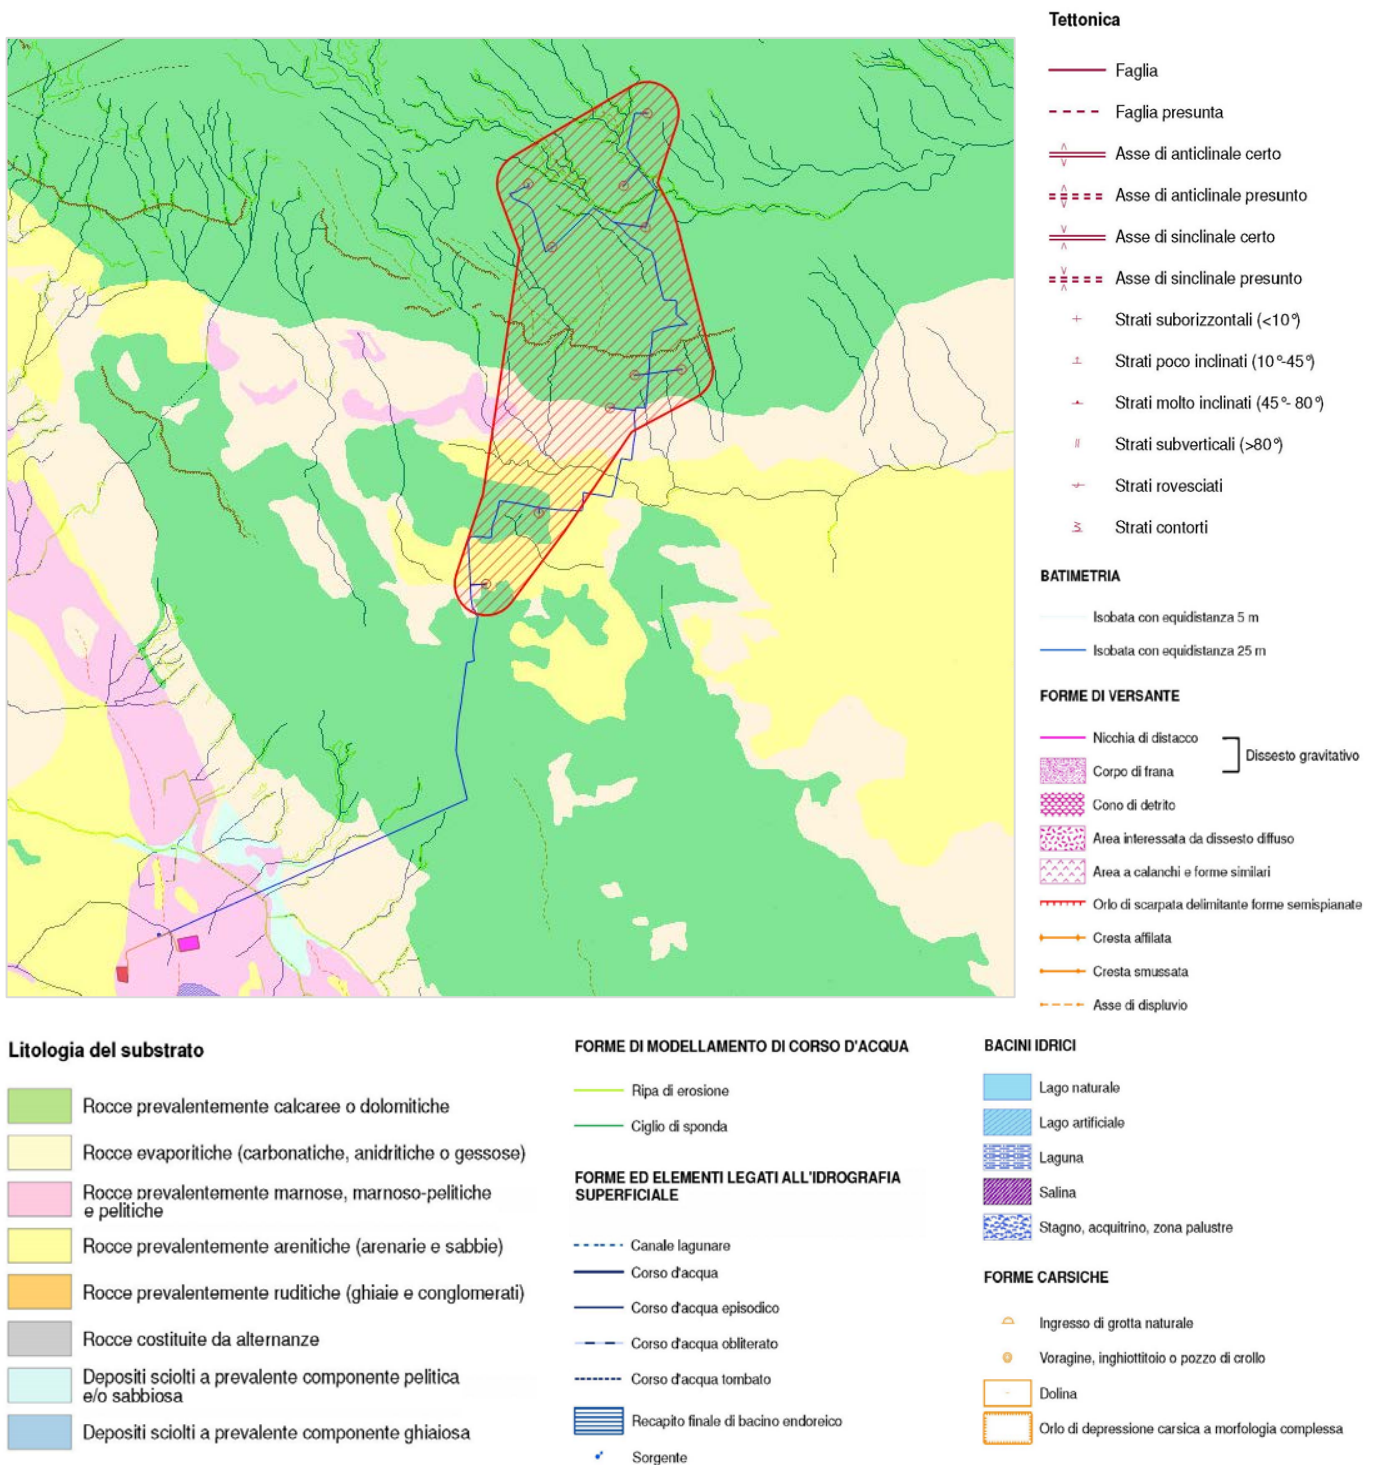 Tettonica
Faglia
Faglia presunta
Asse di anticlinale certo
Asse di anticlinale presunto
Asse di sinclinale certo
Asse di sinclinale presunto
Strati suborizzontali (<10°)
Strati poco inclinati (10°-45°)
Strati molto inclinati (45°- 80°)
Strati subverticali (>80°)
Strati rovesciati
Strati contorti
BATIMETRIA
Isobata con equidistanza 5 m
Isobata con equidistanza 25 m
FORME DI VERSANTE
Nicchia di distacco
Dissesto gravitativo
Corpo di frana
Cono di detrito
Area interessata da dissesto diffuso
Area a calanchi e forme similari
Orlo di scarpata delimitante forme semispianate
Cresta affilata
Cresta smussata
Asse di displuvio
Litologia del substrato
Rocce prevalentemente calcaree o dolomitiche
Rocce evaporitiche (carbonatiche, anidritiche o gessose)
Rocce prevalentemente marnose, marnoso-pelitiche
e pelitiche
Rocce prevalentemente arenitiche (arenarie e sabbie)
Rocce prevalentemente ruditiche (ghiaie e conglomerati)
Rocce costituite da alternanze
Depositi sciolti a prevalente componente pelitica
e/o sabbiosa
Depositi sciolti a prevalente componente ghiaiosa
FORME DI MODELLAMENTO DI CORSO D'ACQUA
Ripa di erosione
Ciglio di sponda
FORME ED ELEMENTI LEGATI ALL'IDROGRAFIA
SUPERFICIALE
Canale lagunare
Corso d'acqua
Corso d'acqua episodico
Corso d'acqua obliterato
Corso d'acqua tombato
Recapito finale di bacino endoreico
Sorgente
BACINI IDRICI
Lago naturale
Lago artificiale
Laguna
Salina
Stagno, acquitrino, zona palustre
FORME CARSICHE
Ingresso di grotta naturale
Voragine, inghiottitoio o pozzo di crollo
Dolina
Orlo di depressione carsica a morfologia complessa